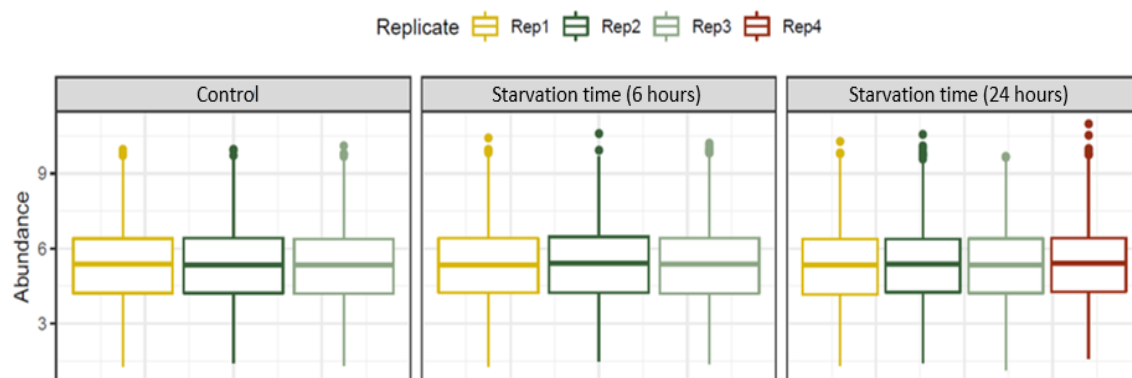 Replicate Rep1 Rep2 Rep3 Rep4
Control Starvation time (6 hours) Starvation time (24 hours)
Abundance
9
6
3